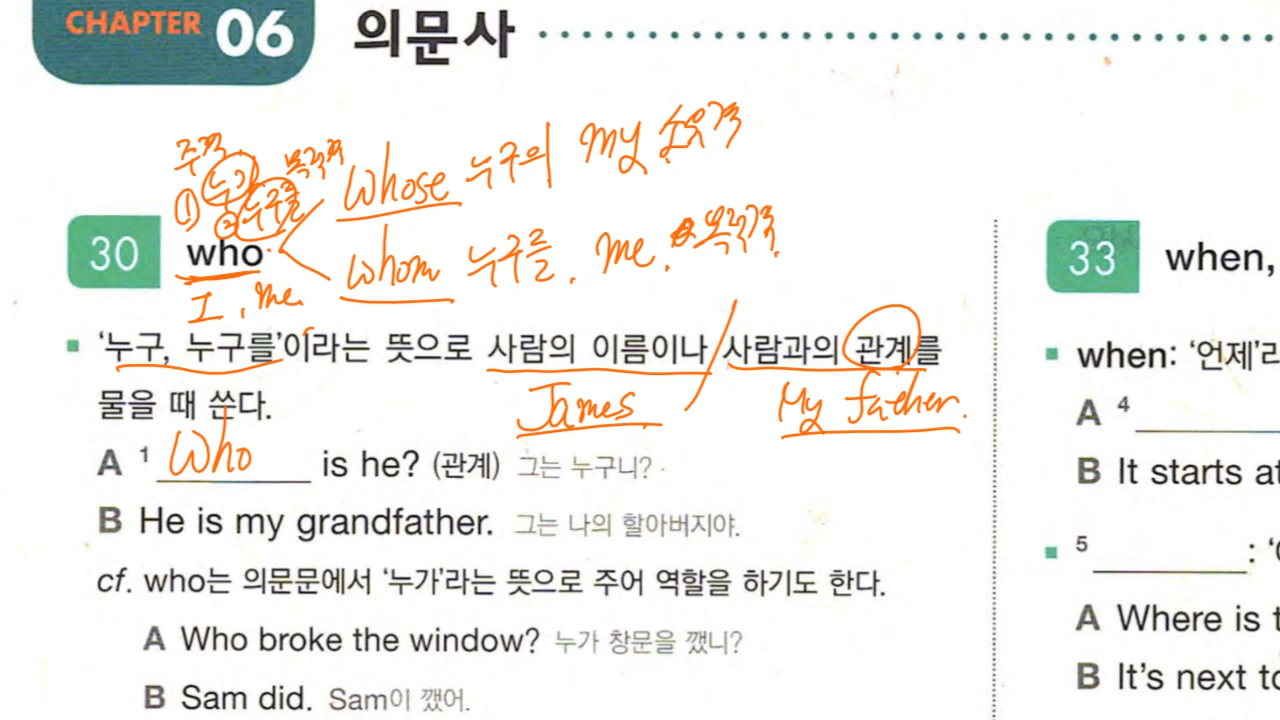 CHAPTER 06 의문사
주격 목적격
① 누가 whose 누구의 my 소유격
② 누구를
30 who whom 누구를, me. 목적격.
I, me.
'누구, 누구를'이라는 뜻으로 사람의 이름이나 / 사람과의 관계를
물을 때 쓴다. James My father.
A 1 Who is he? (관계) 그는 누구니?
B He is my grandfather. 그는 나의 할아버지야.
cf. who는 의문문에서 '누가'라는 뜻으로 주어 역할을 하기도 한다.
A Who broke the window? 누가 창문을 깼니?
B Sam did. Sam이 깼어.
33 when,
when: '언제'
A 4
B It starts at
5 : '
A Where is t
B It's next to